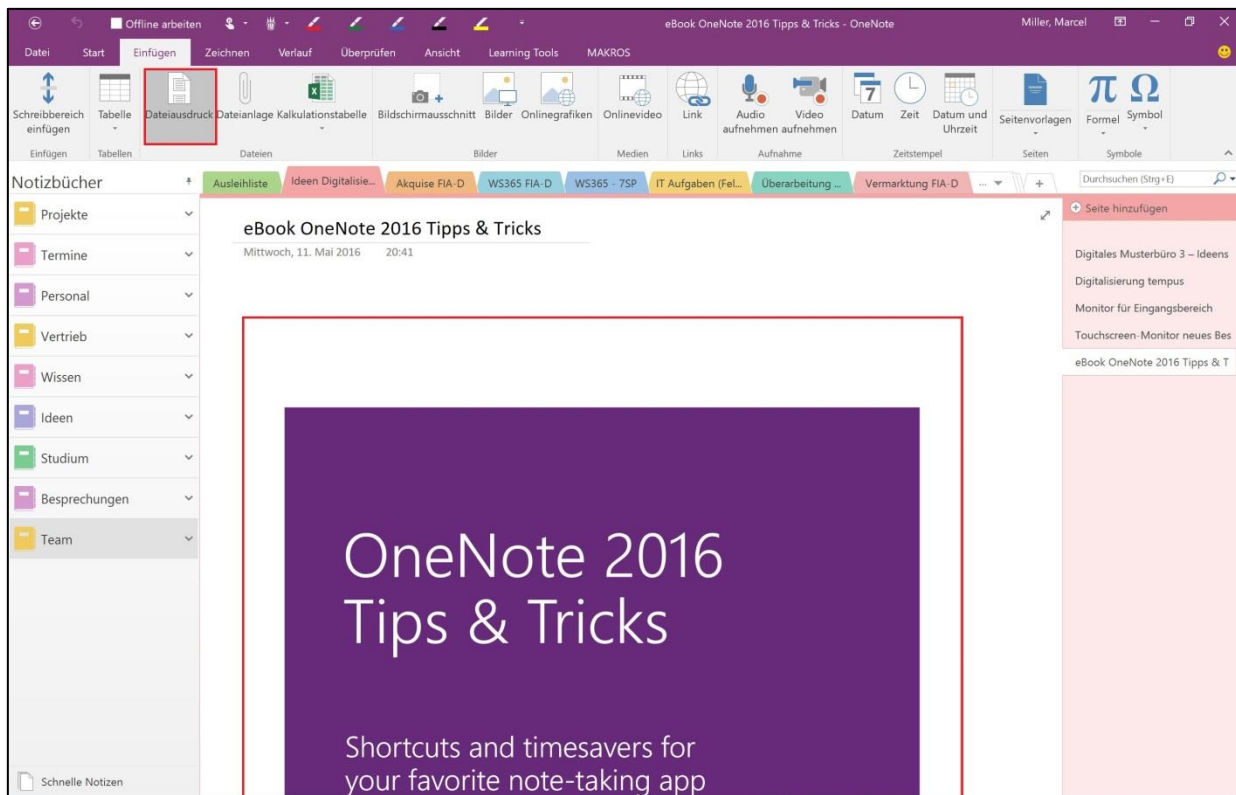 Offline arbeiten
eBook OneNote 2016 Tipps & Tricks - OneNote
Miller, Marcel
Datei Start Einfügen Zeichnen Verlauf Überprüfen Ansicht Learning Tools MAKROS
Schreibbereich einfügen
Tabelle
Dateiausdruck
Dateianlage
Kalkulationstabelle
Bildschirmausschnitt
Bilder
Onlinegrafiken
Onlinevideo
Link
Audio aufnehmen
Video aufnehmen
7
Datum
Zeit
7
Datum und Uhrzeit
Seitenvorlagen
π
Formel
Ω
Symbol
Einfügen Tabellen Dateien Bilder Medien Links Aufnahme Zeitstempel Seiten Symbole
Notizbücher
Ausleihliste
Ideen Digitalisie...
Akquise FIA-D
WS365 FIA-D
WS365 - 7SP
IT Aufgaben (Fel...
Überarbeitung ...
Vermarktung FIA-D
...
Durchsuchen (Strg+E)
Projekte
Termine
Personal
Vertrieb
Wissen
Ideen
Studium
Besprechungen
Team
Schnelle Notizen
eBook OneNote 2016 Tipps & Tricks
Mittwoch, 11. Mai 2016 20:41
OneNote 2016
Tips & Tricks
Shortcuts and timesavers for
your favorite note-taking app
Seite hinzufügen
Digitales Musterbüro 3 – Ideens
Digitalisierung tempus
Monitor für Eingangsbereich
Touchscreen-Monitor neues Bes
eBook OneNote 2016 Tipps & T